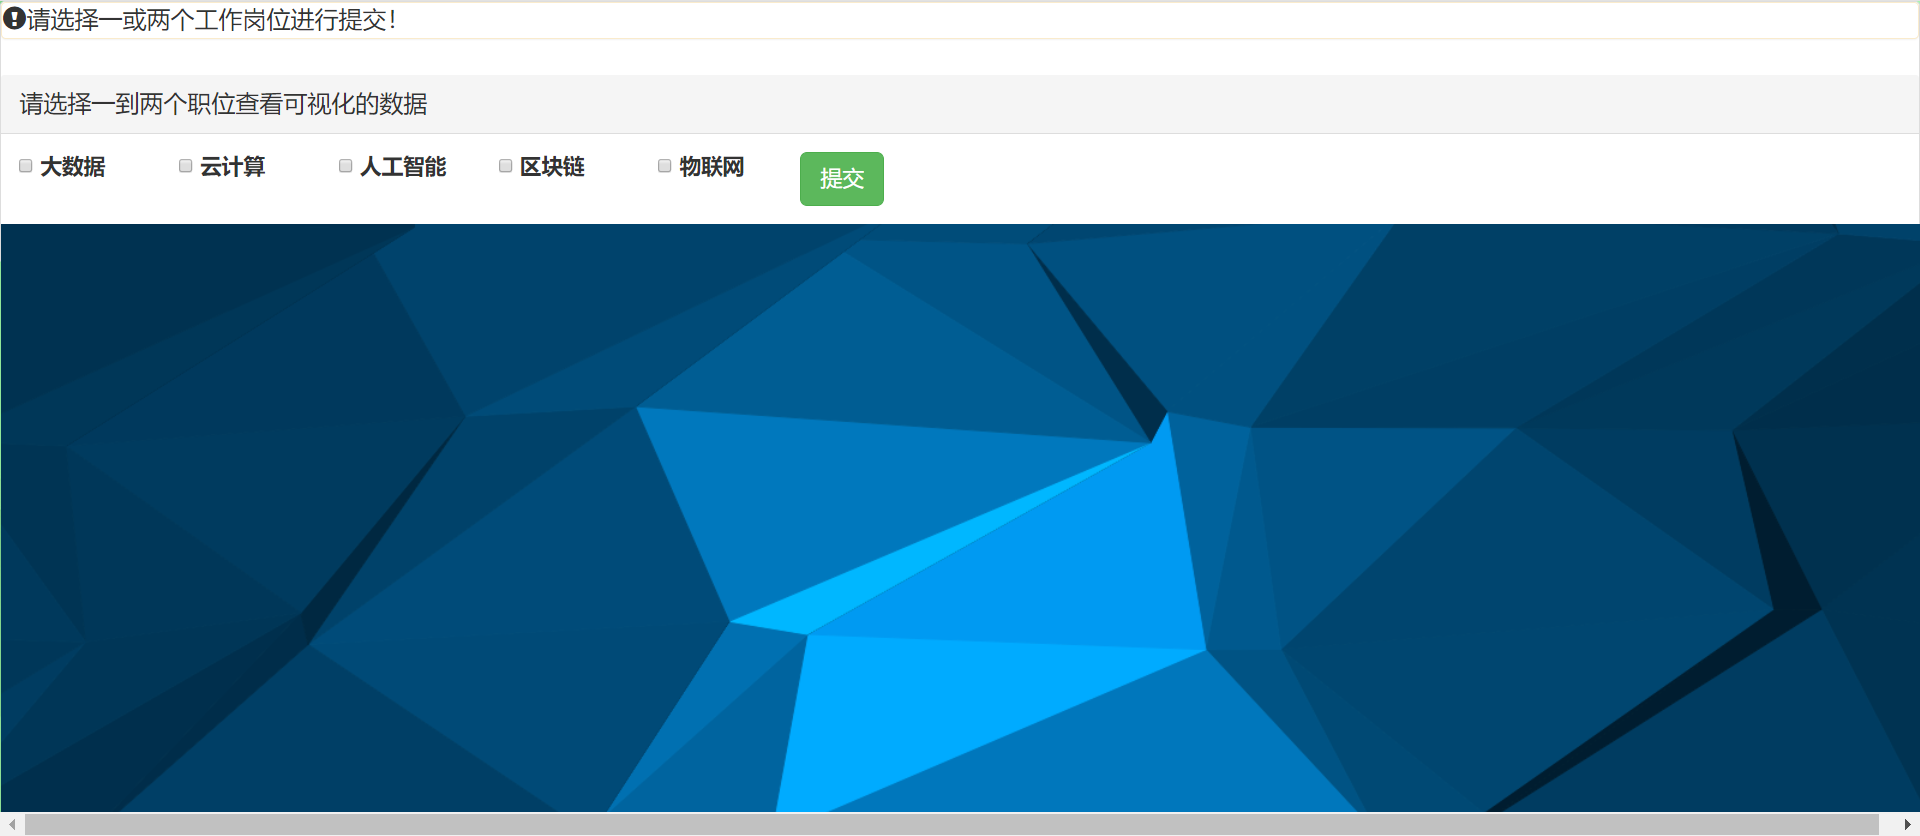 请选择一或两个工作岗位进行提交！
请选择一到两个职位查看可视化的数据
大数据 云计算 人工智能 区块链 物联网 提交